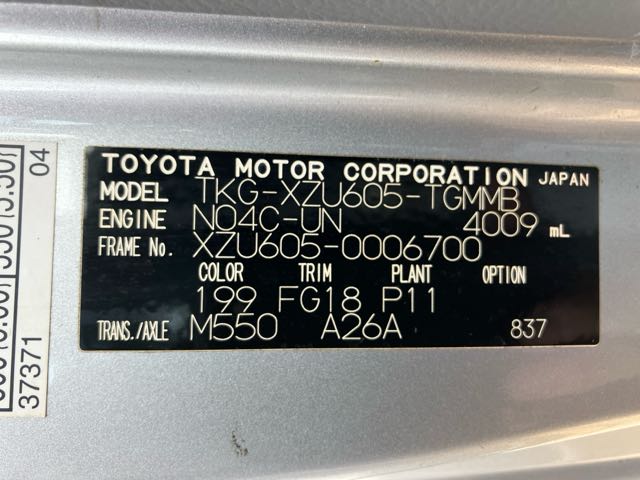 TOYOTA MOTOR CORPORATION JAPAN
MODEL TKG-XZU605-TGMMB
ENGINE N04C-UN 4009 mL
FRAME No. XZU605-0006700
COLOR TRIM PLANT OPTION
199 FG18 P11
TRANS./AXLE M550 A26A 837
04
37371